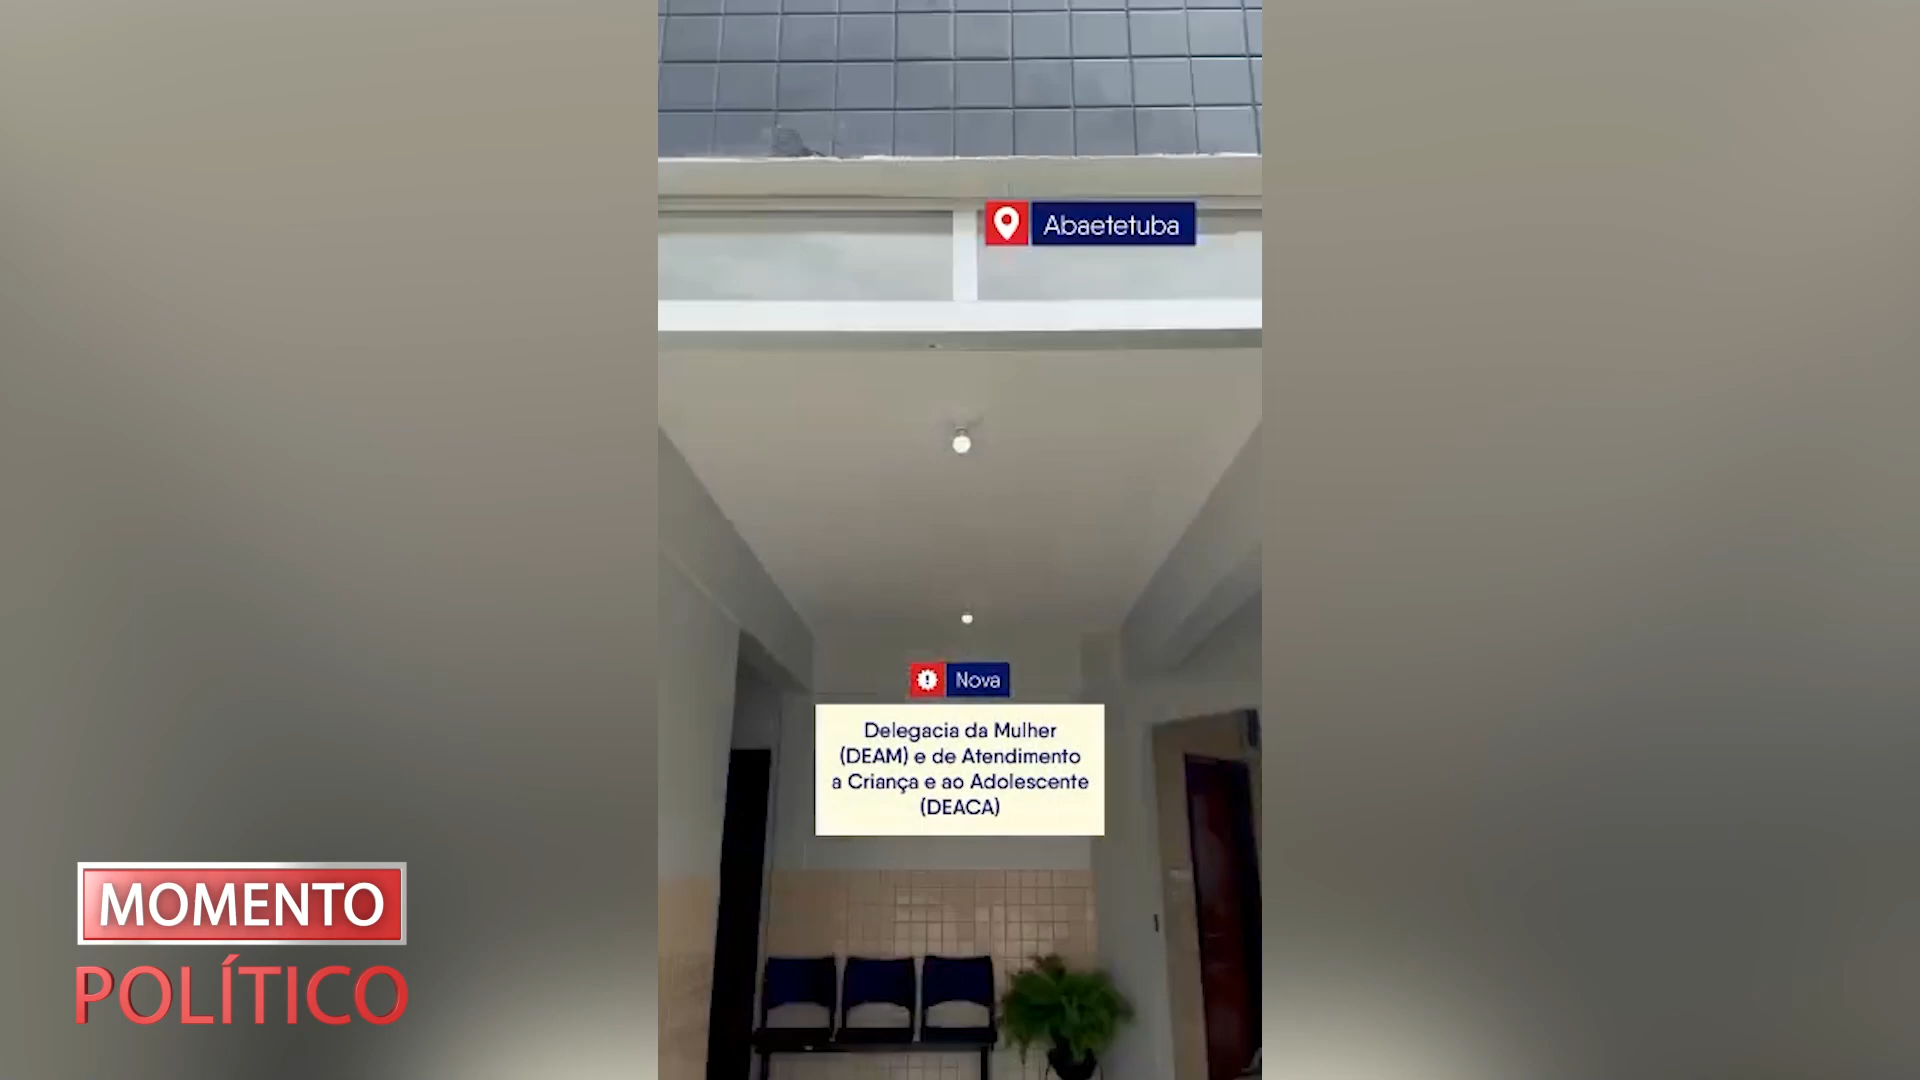 Abaetetuba
Nova
Delegacia da Mulher
(DEAM) e de Atendimento
a Criança e ao Adolescente
(DEACA)
MOMENTO
POLÍTICO